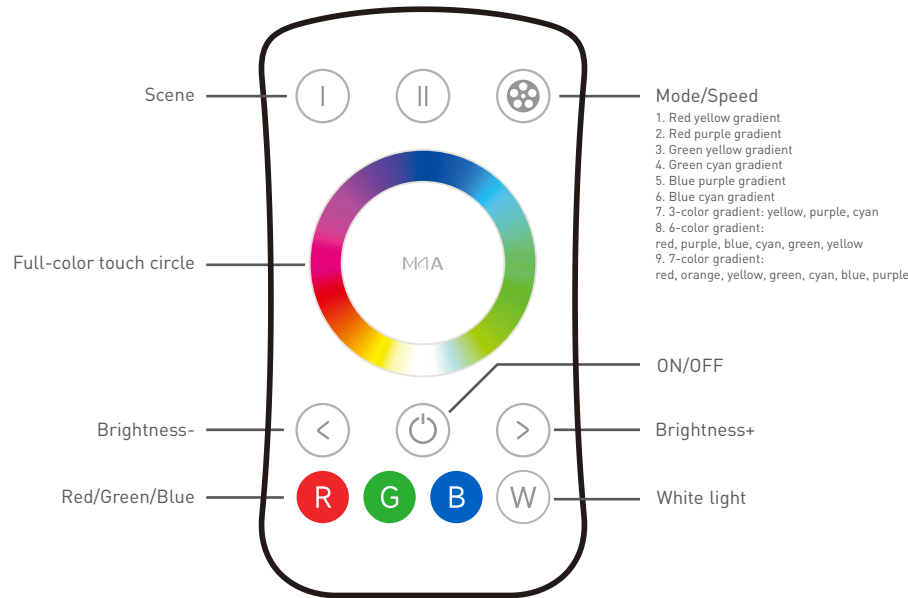 Scene
I
II
Mode/Speed
1. Red yellow gradient
2. Red purple gradient
3. Green yellow gradient
4. Green cyan gradient
5. Blue purple gradient
6. Blue cyan gradient
7. 3-color gradient: yellow, purple, cyan
8. 6-color gradient:
red, purple, blue, cyan, green, yellow
9. 7-color gradient:
red, orange, yellow, green, cyan, blue, purple
Full-color touch circle
M4A
ON/OFF
Brightness-
<
>
Brightness+
Red/Green/Blue
R
G
B
W
White light